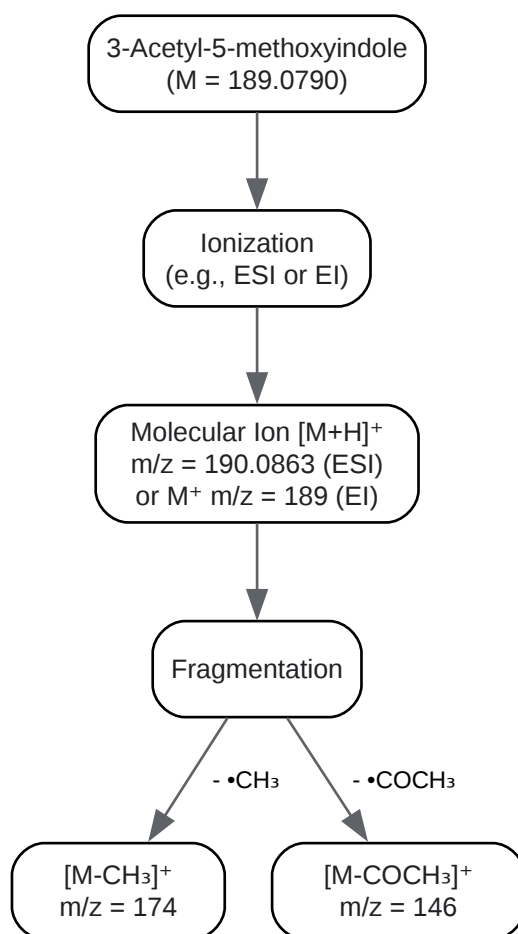 3-Acetyl-5-methoxyindole
(M = 189.0790)
Ionization
(e.g., ESI or EI)
Molecular Ion [M+H]⁺
m/z = 190.0863 (ESI)
or M⁺ m/z = 189 (EI)
Fragmentation
- •CH₃
- •COCH₃
[M-CH₃]⁺
m/z = 174
[M-COCH₃]⁺
m/z = 146